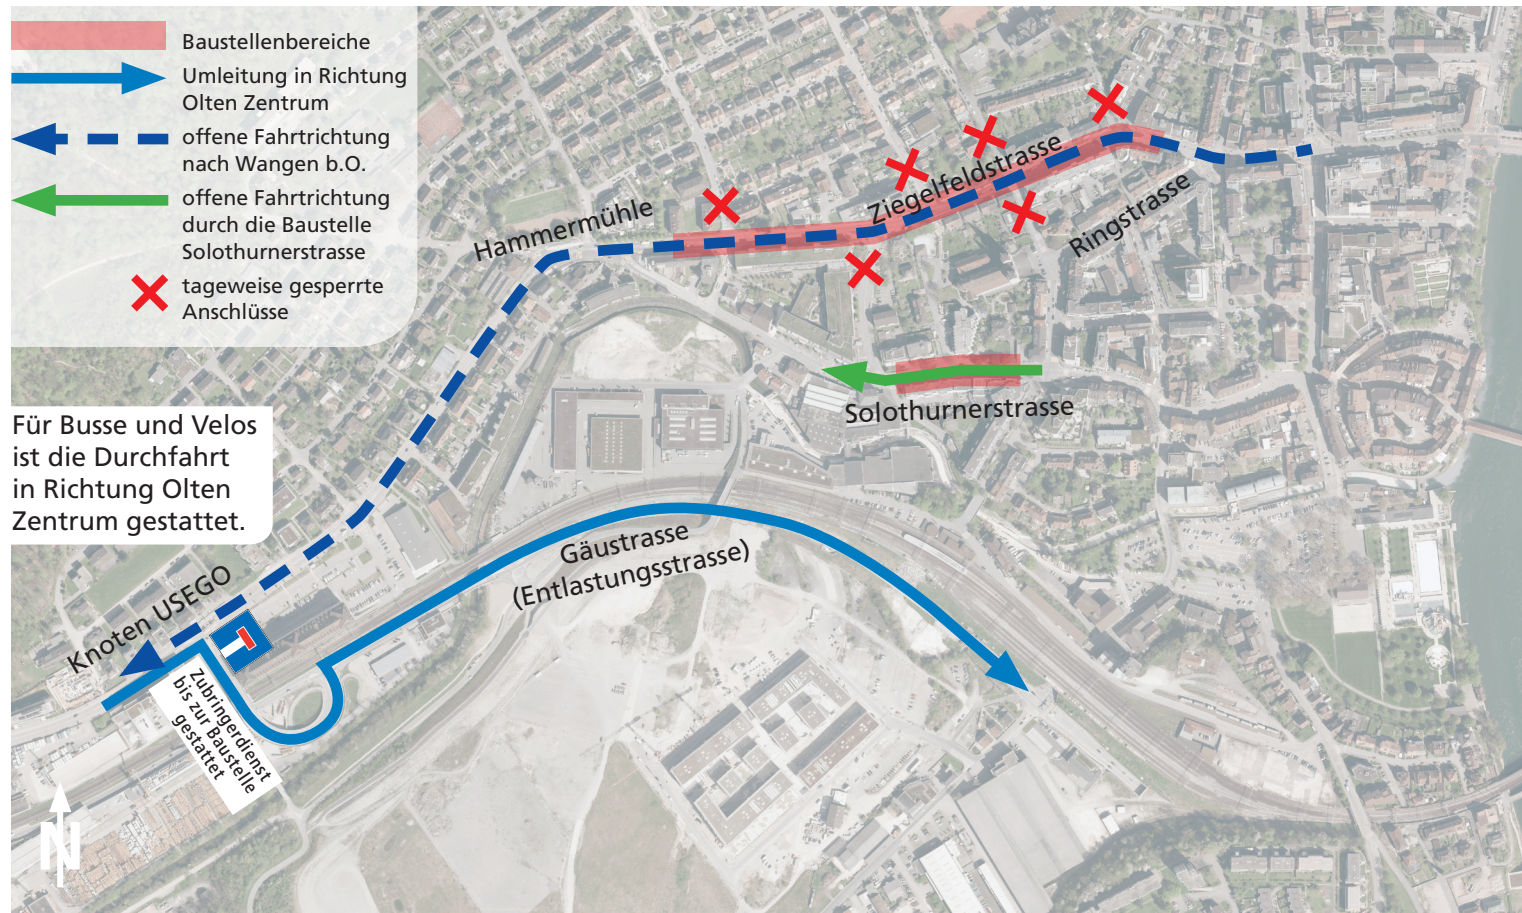 Baustellenbereiche
Umleitung in Richtung
Olten Zentrum
offene Fahrtrichtung
nach Wangen b.O.
offene Fahrtrichtung
durch die Baustelle
Solothurnerstrasse
tageweise gesperrte
Anschlüsse
Hammermühle
Ziegelfeldstrasse
Ringstrasse
Solothurnerstrasse
Für Busse und Velos
ist die Durchfahrt
in Richtung Olten
Zentrum gestattet.
Gäustrasse
(Entlastungsstrasse)
Knoten USEGO
Zubringerdienst
bis zur Baustelle
gestattet
N